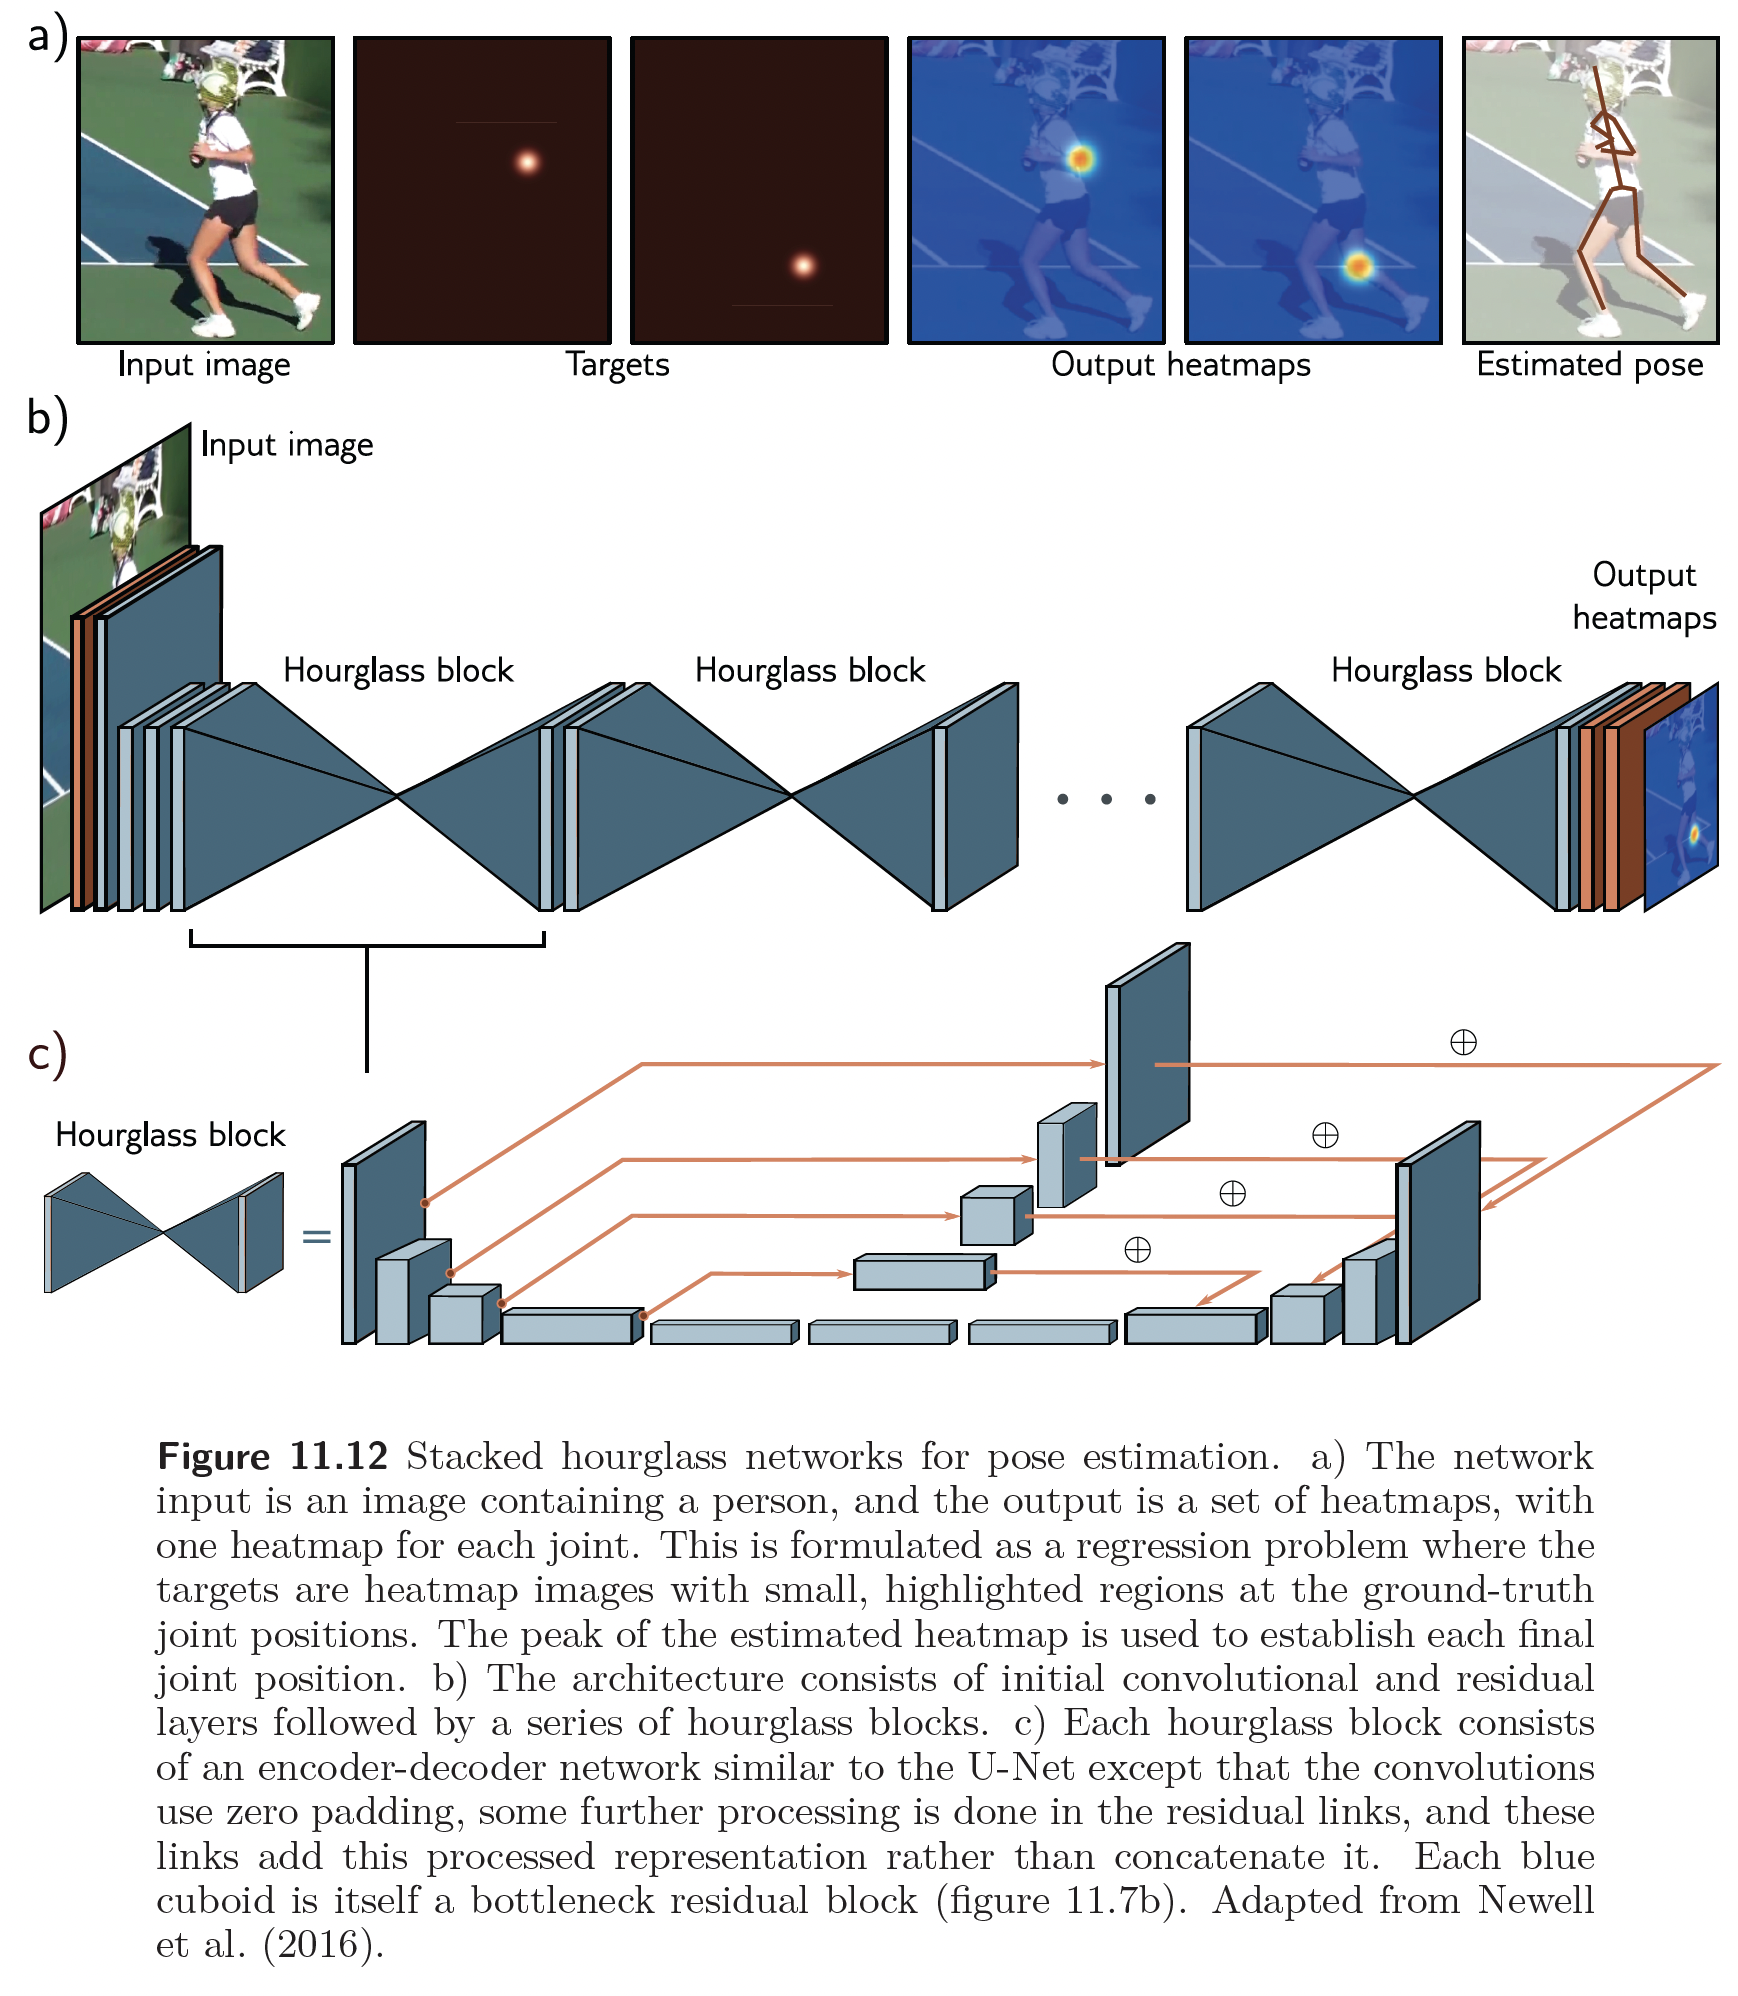 a)
Input image
Targets
Output heatmaps
Estimated pose
b)
Input image
Output
heatmaps
Hourglass block
Hourglass block
Hourglass block
c)
Hourglass block
=
⊕
⊕
⊕
⊕
Figure 11.12 Stacked hourglass networks for pose estimation. a) The network
input is an image containing a person, and the output is a set of heatmaps, with
one heatmap for each joint. This is formulated as a regression problem where the
targets are heatmap images with small, highlighted regions at the ground-truth
joint positions. The peak of the estimated heatmap is used to establish each final
joint position. b) The architecture consists of initial convolutional and residual
layers followed by a series of hourglass blocks. c) Each hourglass block consists
of an encoder-decoder network similar to the U-Net except that the convolutions
use zero padding, some further processing is done in the residual links, and these
links add this processed representation rather than concatenate it. Each blue
cuboid is itself a bottleneck residual block (figure 11.7b). Adapted from Newell
et al. (2016).